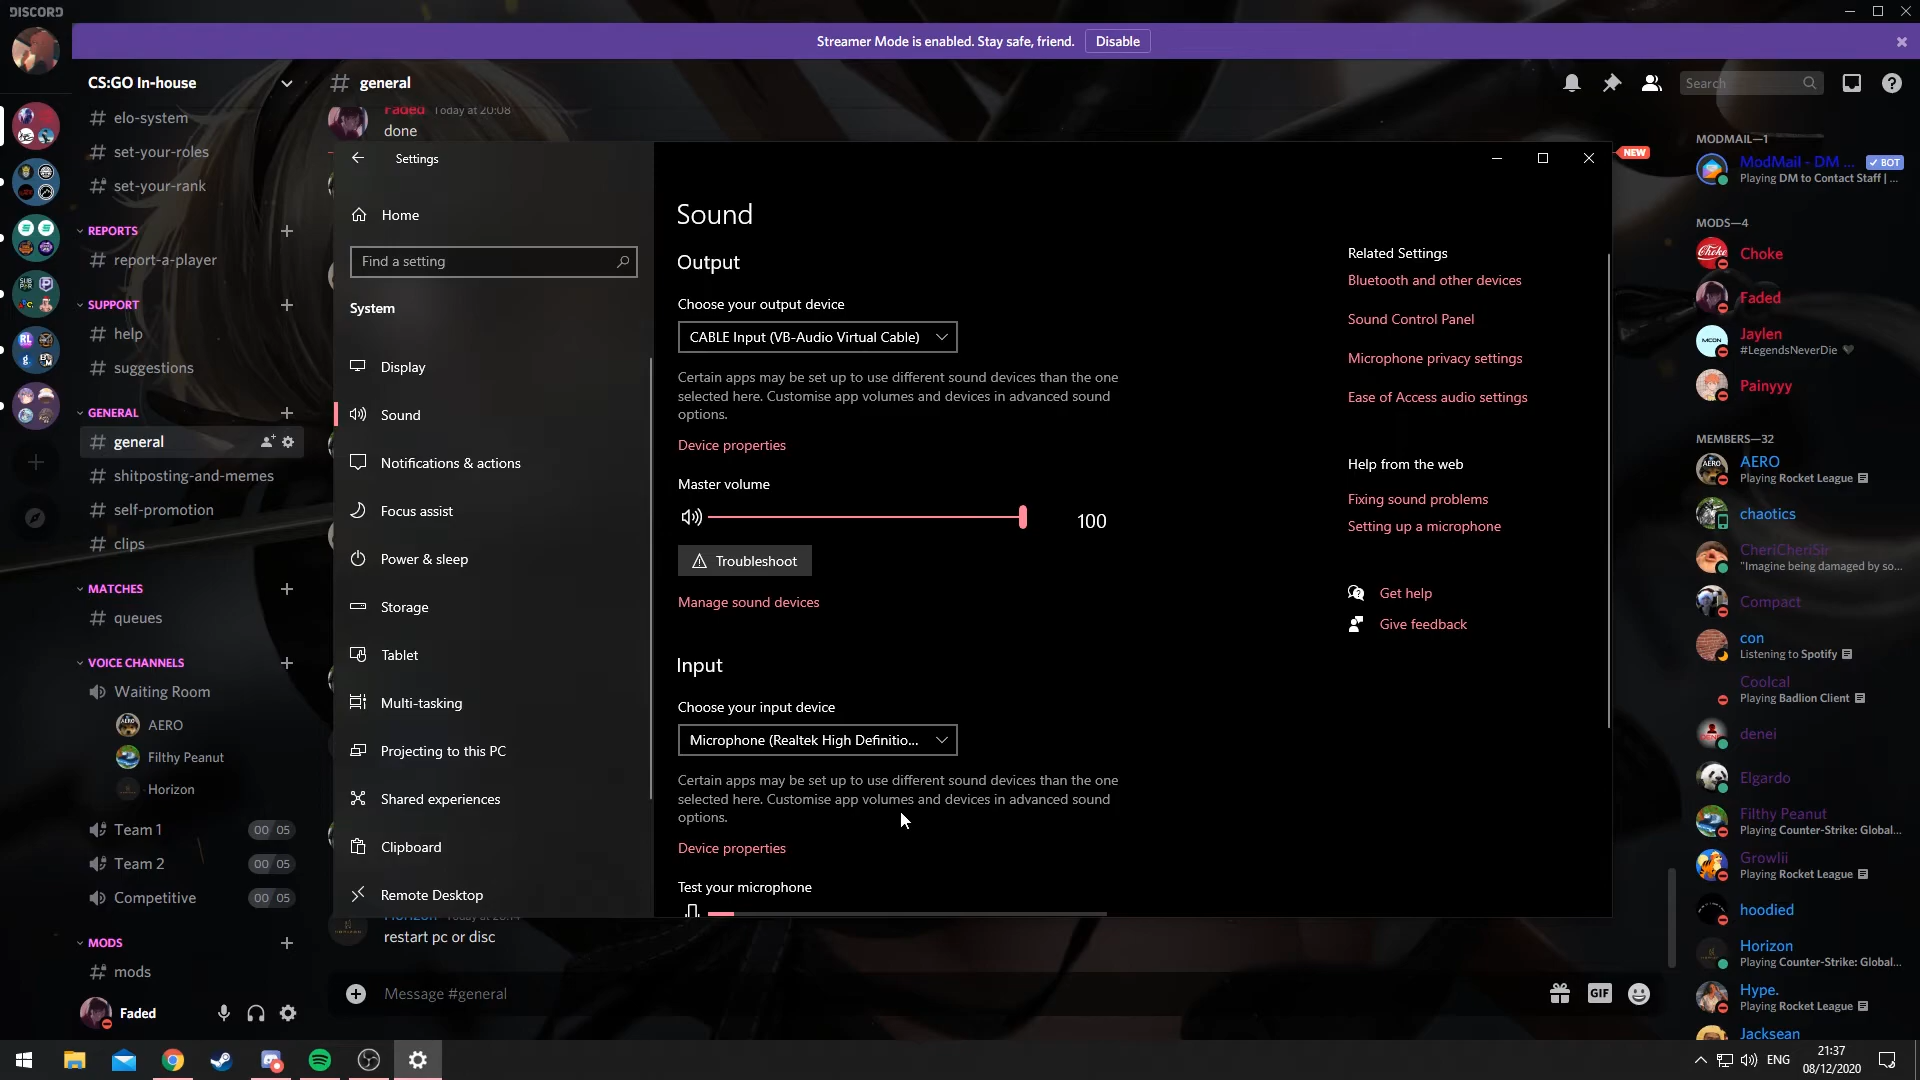 DISCORD
Streamer Mode is enabled. Stay safe, friend.
Disable
CS:GO In-house
general
Search
elo-system
set-your-roles
set-your-rank
REPORTS
report-a-player
SUPPORT
help
suggestions
GENERAL
general
shitposting-and-memes
self-promotion
clips
MATCHES
queues
VOICE CHANNELS
Waiting Room
AERO
Filthy Peanut
Horizon
Team 1
00 05
Team 2
00 05
Competitive
00 05
MODS
mods
Faded
Faded Today at 20:08
done
NEW
Settings
Home
Find a setting
System
Display
Sound
Notifications & actions
Focus assist
Power & sleep
Storage
Tablet
Multi-tasking
Projecting to this PC
Shared experiences
Clipboard
Remote Desktop
Sound
Output
Choose your output device
CABLE Input (VB-Audio Virtual Cable)
Certain apps may be set up to use different sound devices than the one
selected here. Customise app volumes and devices in advanced sound
options.
Device properties
Master volume
100
Troubleshoot
Manage sound devices
Input
Choose your input device
Microphone (Realtek High Definitio...
Certain apps may be set up to use different sound devices than the one
selected here. Customise app volumes and devices in advanced sound
options.
Device properties
Test your microphone
Related Settings
Bluetooth and other devices
Sound Control Panel
Microphone privacy settings
Ease of Access audio settings
Help from the web
Fixing sound problems
Setting up a microphone
Get help
Give feedback
restart pc or disc
Message #general
GIF
MODMAIL—1
ModMail - DM ...
BOT
Playing DM to Contact Staff | ...
MODS—4
Choke
Faded
Jaylen
#LegendsNeverDie
Painyyy
MEMBERS—32
AERO
Playing Rocket League
chaotics
CheriCheriSir
"Imagine being damaged by so...
Compact
con
Listening to Spotify
Coolcal
Playing Badlion Client
denei
Elgardo
Filthy Peanut
Playing Counter-Strike: Global...
Growlii
Playing Rocket League
hoodied
Horizon
Playing Counter-Strike: Global...
Hype.
Playing Rocket League
Jacksean
ENG
21:37
08/12/2020